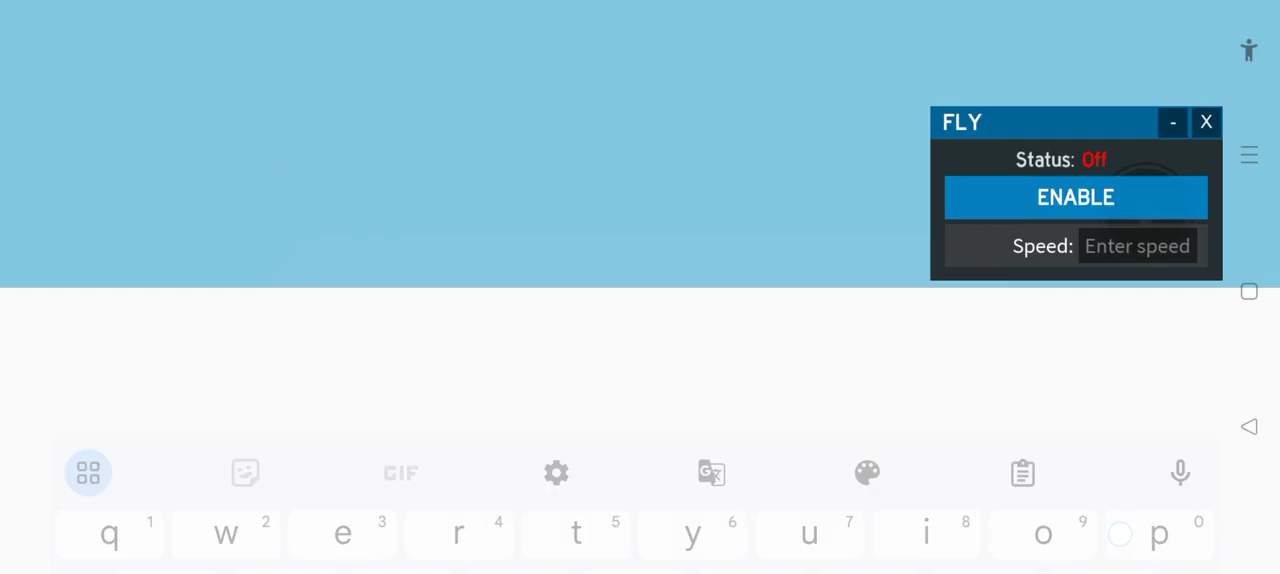 FLY - X
Status: Off
ENABLE
Speed: Enter speed
GIF
q 1 w 2 e 3 r 4 t 5 y 6 u 7 i 8 o 9 p 0